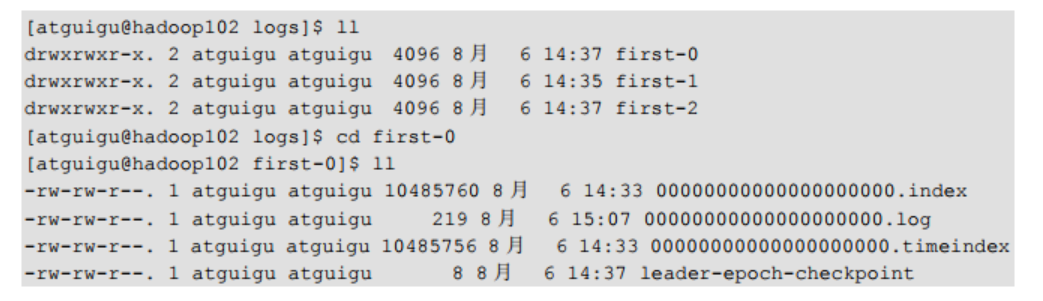 [atguigu@hadoop102 logs]$ ll
drwxrwxr-x. 2 atguigu atguigu 4096 8月 6 14:37 first-0
drwxrwxr-x. 2 atguigu atguigu 4096 8月 6 14:35 first-1
drwxrwxr-x. 2 atguigu atguigu 4096 8月 6 14:37 first-2
[atguigu@hadoop102 logs]$ cd first-0
[atguigu@hadoop102 first-0]$ ll
-rw-rw-r--. 1 atguigu atguigu 10485760 8月 6 14:33 00000000000000000000.index
-rw-rw-r--. 1 atguigu atguigu 219 8月 6 15:07 00000000000000000000.log
-rw-rw-r--. 1 atguigu atguigu 10485756 8月 6 14:33 00000000000000000000.timeindex
-rw-rw-r--. 1 atguigu atguigu 8 8月 6 14:37 leader-epoch-checkpoint